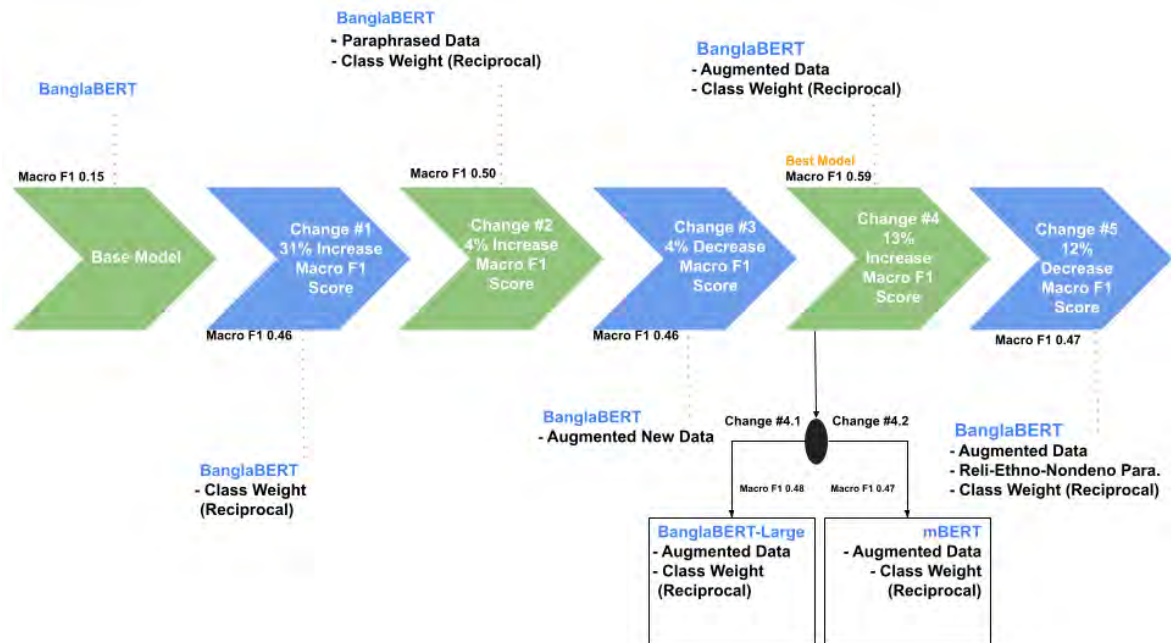 BanglaBERT
- Paraphrased Data
- Class Weight (Reciprocal)
BanglaBERT
- Augmented Data
- Class Weight (Reciprocal)
BanglaBERT
Macro F1 0.15
Macro F1 0.50
Best Model
Macro F1 0.59
Base Model
Change #1
31% Increase
Macro F1
Score
Change #2
4% Increase
Macro F1
Score
Change #3
4% Decrease
Macro F1
Score
Change #4
13%
Increase
Macro F1
Score
Change #5
12%
Decrease
Macro F1
Score
Macro F1 0.46
Macro F1 0.46
Macro F1 0.47
BanglaBERT
- Class Weight
(Reciprocal)
BanglaBERT
- Augmented New Data
Change #4.1
Change #4.2
BanglaBERT
- Augmented Data
- Reli-Ethno-Nondeno Para.
- Class Weight (Reciprocal)
Macro F1 0.48
Macro F1 0.47
BanglaBERT-Large
- Augmented Data
- Class Weight
(Reciprocal)
mBERT
- Augmented Data
- Class Weight
(Reciprocal)